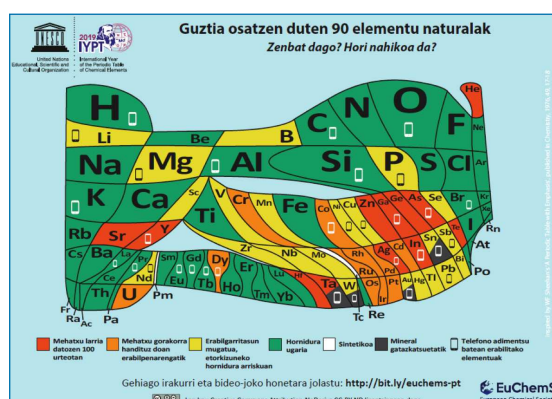 Guztia osatzen duten 90 elementu naturalak
Zenbat dago? Hori nahikoa da?
United Nations
Educational, Scientific and
Cultural Organization
2019
IYPT
International Year
of the Periodic Table
of Chemical Elements
H He
Li Be B C N O F Ne
Na Mg Al Si P S Cl Ar
K Ca Sc Ti V Cr Mn Fe Co Ni Cu Zn Ga Ge As Se Br Kr
Rb Sr Y Zr Nb Mo Ru Rh Pd Ag Cd In Sn Sb I
Cs Ba La Ce Pr Nd Pm Sm Eu Gd Tb Dy Ho Er Tm Yb Lu Hf Ta W Re Os Ir Pt Au Hg Tl Pb Bi Po At Rn
Fr Ra Ac Th Pa U Tc
Mehatxu larria
datozen 100
urteotan
Mehatxu gorakorra
handituz doan
erabilpenarengatik
Erabilgarritasun
mugatua, etorkizuneko
hornidura arriskuan
Hornidura
ugaria
Sintetikoa
Mineral
gatazkatsuetatik
Telefono adimentsu
batean erabilitako
elementuak
Gehiago irakurri eta bideo-joko honetara jolastu: http://bit.ly/euchems-pt
EuChemS